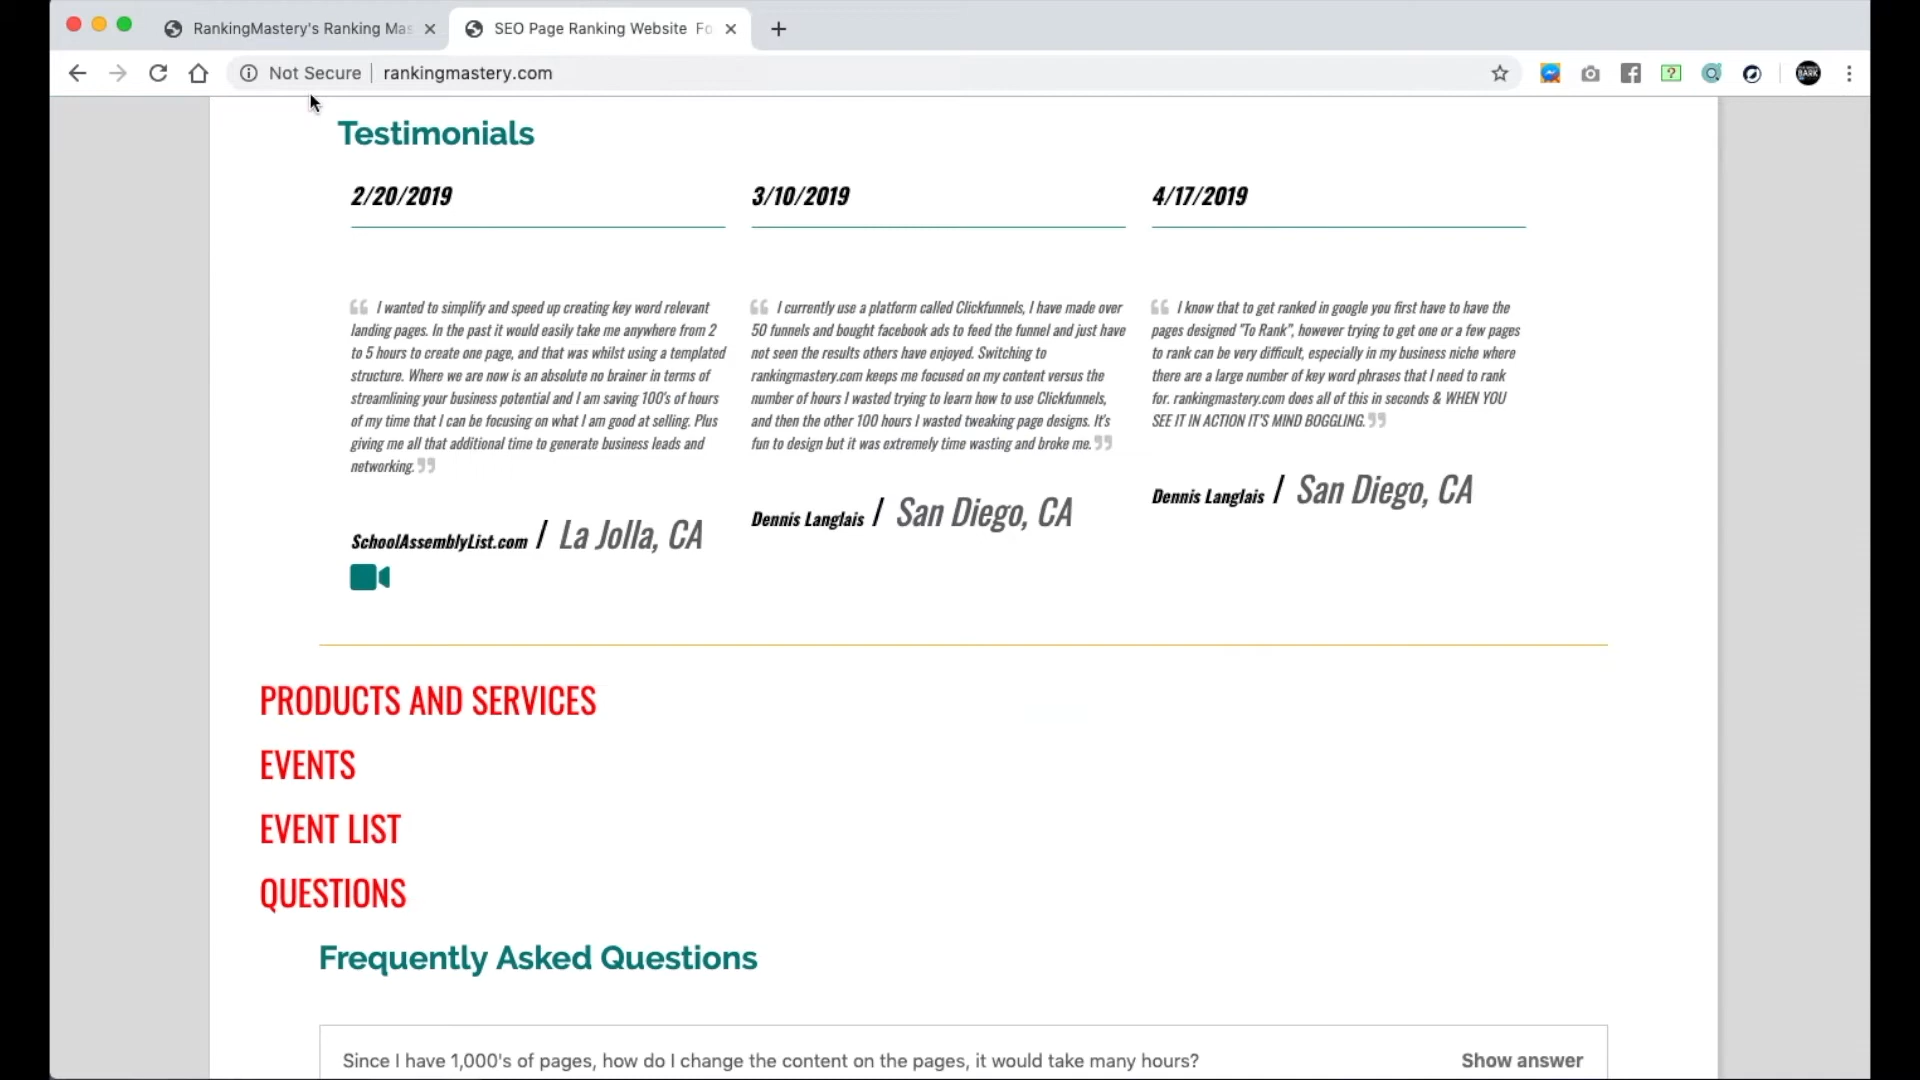 RankingMastery's Ranking Mas
SEO Page Ranking Website Fo
Not Secure
rankingmastery.com
BARK
Testimonials
2/20/2019
I wanted to simplify and speed up creating key word relevant
landing pages. In the past it would easily take me anywhere from 2
to 5 hours to create one page, and that was whilst using a templated
structure. Where we are now is an absolute no brainer in terms of
streamlining your business potential and I am saving 100's of hours
of my time that I can be focusing on what I am good at selling. Plus
giving me all that additional time to generate business leads and
networking.
SchoolAssemblyList.com / La Jolla, CA
3/10/2019
I currently use a platform called Clickfunnels, I have made over
50 funnels and bought facebook ads to feed the funnel and just have
not seen the results others have enjoyed. Switching to
rankingmastery.com keeps me focused on my content versus the
number of hours I wasted trying to learn how to use Clickfunnels,
and then the other 100 hours I wasted tweaking page designs. It's
fun to design but it was extremely time wasting and broke me.
Dennis Langlais / San Diego, CA
4/17/2019
I know that to get ranked in google you first have to have the
pages designed "To Rank", however trying to get one or a few pages
to rank can be very difficult, especially in my business niche where
there are a large number of key word phrases that I need to rank
for. rankingmastery.com does all of this in seconds & WHEN YOU
SEE IT IN ACTION IT'S MIND BOGGLING.
Dennis Langlais / San Diego, CA
PRODUCTS AND SERVICES
EVENTS
EVENT LIST
QUESTIONS
Frequently Asked Questions
Since I have 1,000's of pages, how do I change the content on the pages, it would take many hours?
Show answer